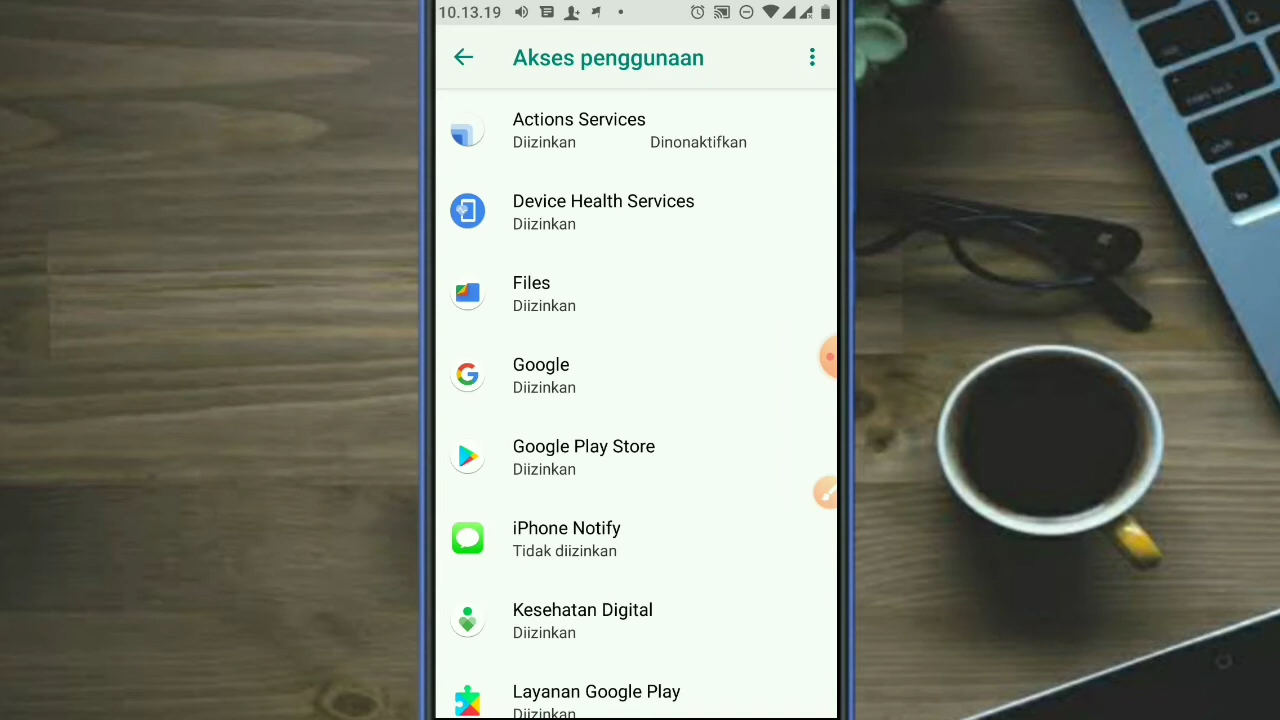 10.13.19
Akses penggunaan
Actions Services
Diizinkan Dinonaktifkan
Device Health Services
Diizinkan
Files
Diizinkan
Google
Diizinkan
Google Play Store
Diizinkan
iPhone Notify
Tidak diizinkan
Kesehatan Digital
Diizinkan
Layanan Google Play
Diizinkan